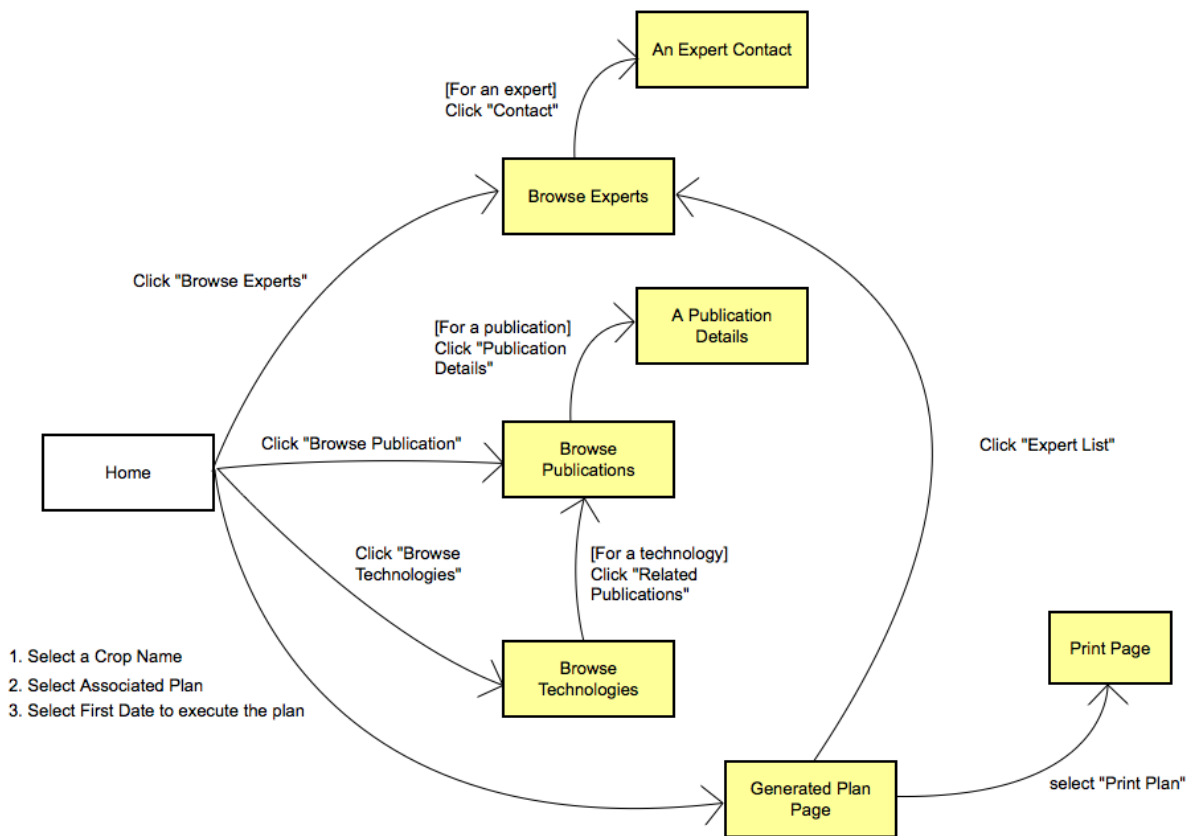 An Expert Contact
[For an expert]
Click "Contact"
Browse Experts
Click "Browse Experts"
A Publication
Details
[For a publication]
Click "Publication
Details"
Click "Browse Publication"
Browse
Publications
Home
Click "Expert List"
Click "Browse
Technologies"
[For a technology]
Click "Related
Publications"
1. Select a Crop Name
2. Select Associated Plan
3. Select First Date to execute the plan
Browse
Technologies
Print Page
Generated Plan
Page
select "Print Plan"